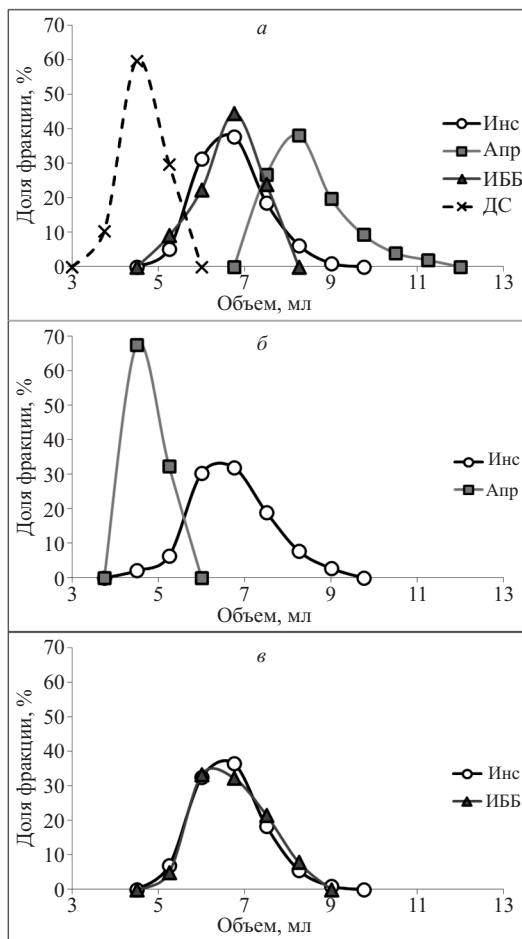 а
Доля фракции, %
70
60
50
40
30
20
10
0
3 5 7 9 11 13
Объем, мл
Инс
Апр
ИББ
ДС
б
Доля фракции, %
70
60
50
40
30
20
10
0
3 5 7 9 11 13
Объем, мл
Инс
Апр
в
Доля фракции, %
70
60
50
40
30
20
10
0
3 5 7 9 11 13
Объем, мл
Инс
ИББ